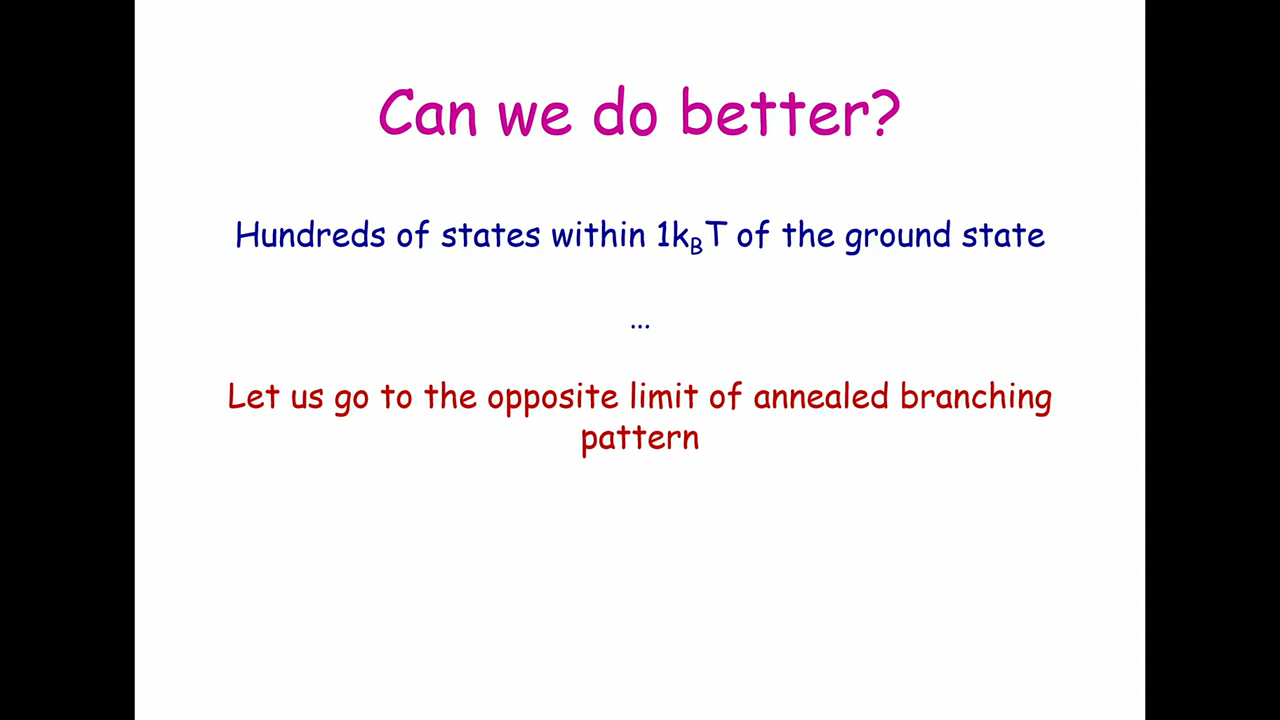 Can we do better?
Hundreds of states within 1kBT of the ground state
...
Let us go to the opposite limit of annealed branching
pattern